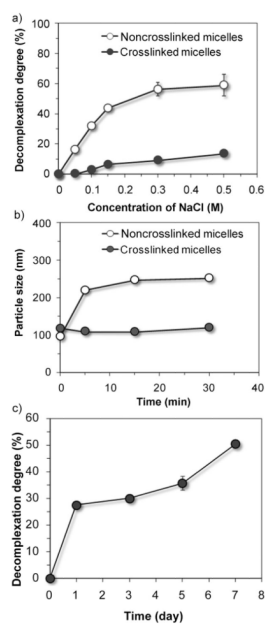 a)
Decomplexation degree (%)
80
60
40
20
0
Noncrosslinked micelles
Crosslinked micelles
0 0.1 0.2 0.3 0.4 0.5 0.6
Concentration of NaCl (M)
b)
Particle size (nm)
400
300
200
100
0
Noncrosslinked micelles
Crosslinked micelles
0 10 20 30 40
Time (min)
c)
Decomplexation degree (%)
60
50
40
30
20
10
0
0 1 2 3 4 5 6 7 8
Time (day)